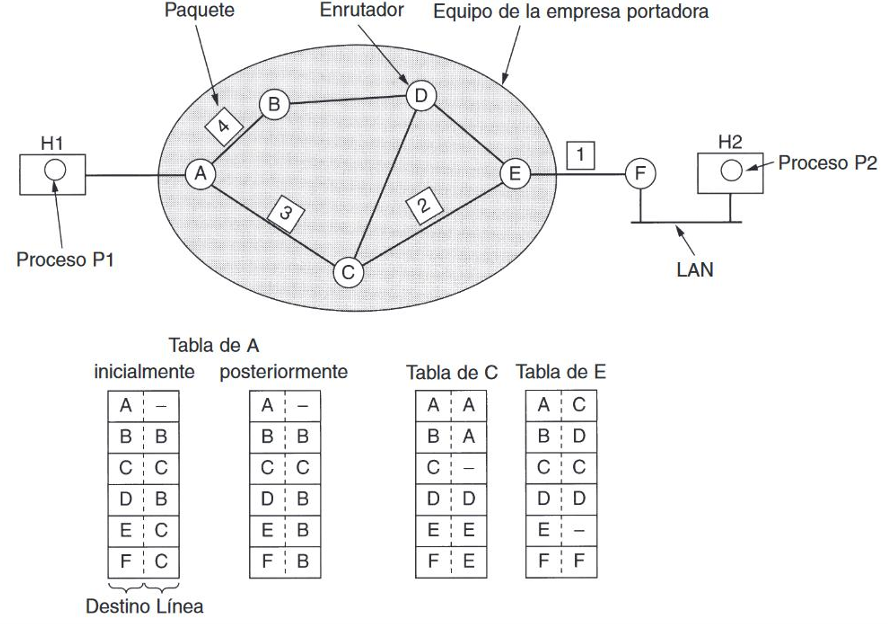 Paquete Enrutador Equipo de la empresa portadora
D
B
4
H1
1
H2
A
E
F
Proceso P2
3
2
Proceso P1
C
LAN
Tabla de A
inicialmente posteriormente Tabla de C Tabla de E
A – A – A A A C
B B B B B A B D
C C C C C – C C
D B D B D D D D
E C E B E E E –
F C F B F E F F
Destino Línea